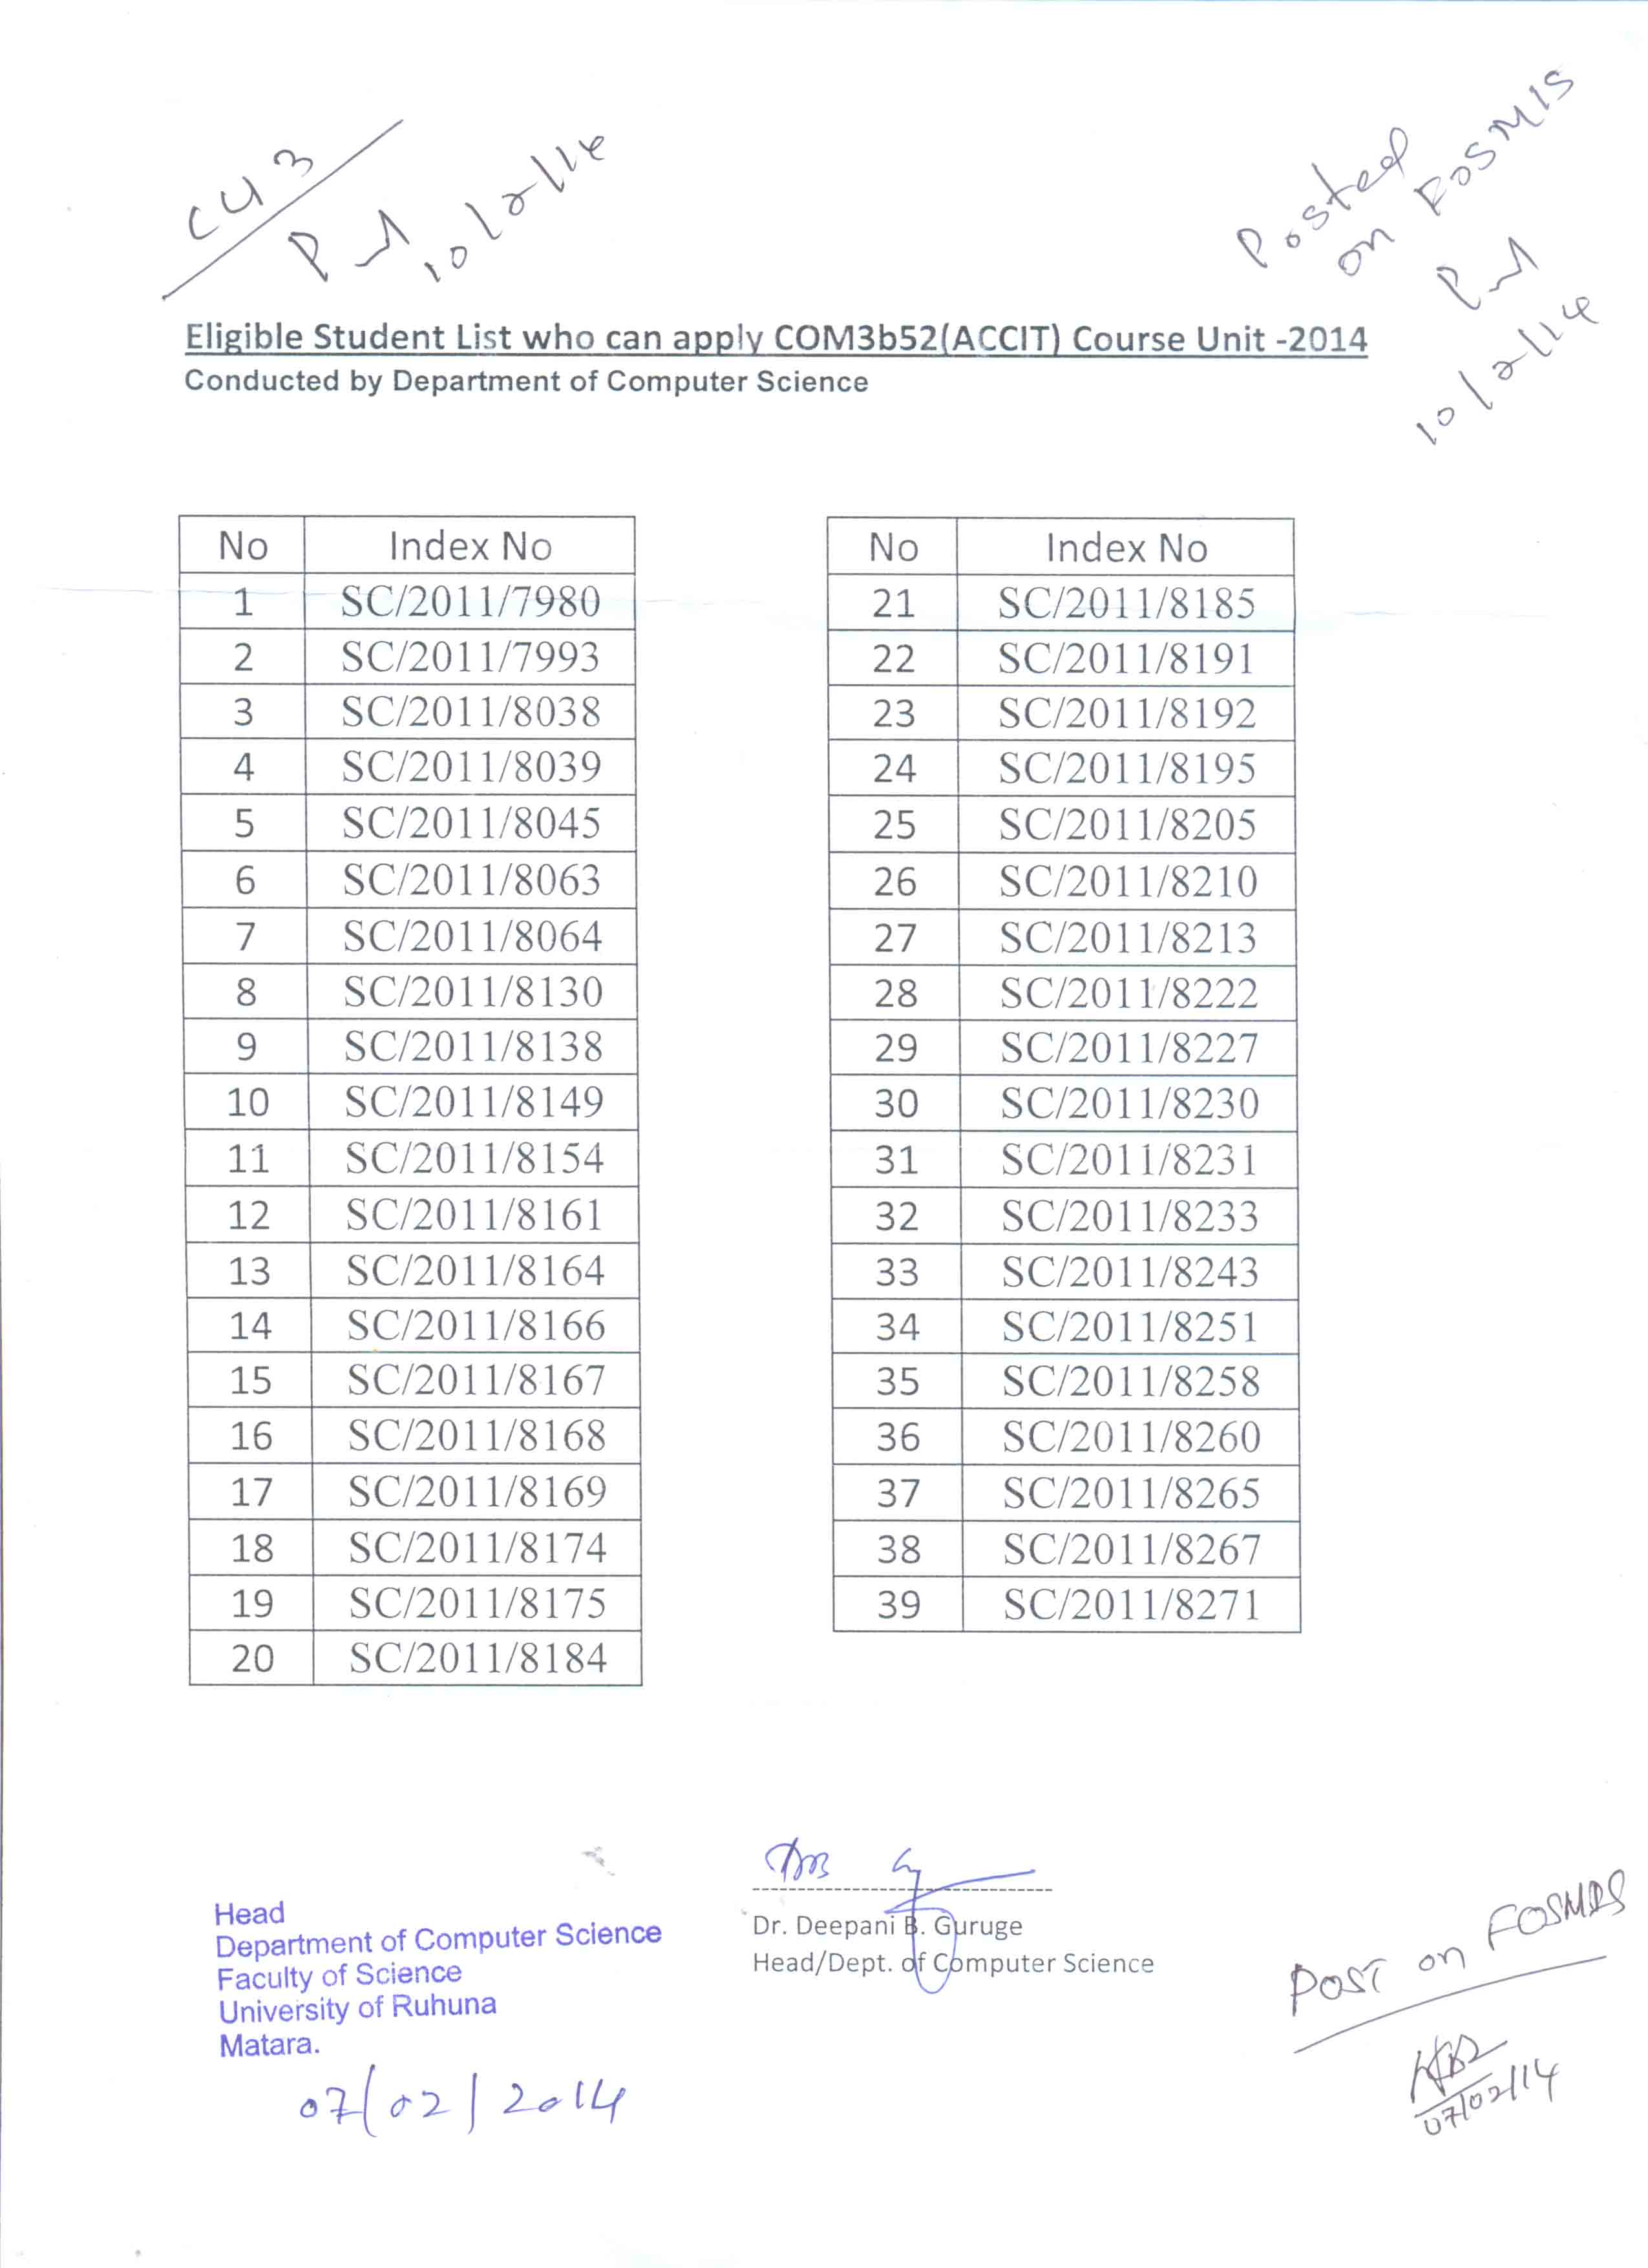 CU 3
10/2/14
Posted
on FOSMIS
10/2/14
Eligible Student List who can apply COM3b52(ACCIT) Course Unit -2014
Conducted by Department of Computer Science
No Index No
1 SC/2011/7980
2 SC/2011/7993
3 SC/2011/8038
4 SC/2011/8039
5 SC/2011/8045
6 SC/2011/8063
7 SC/2011/8064
8 SC/2011/8130
9 SC/2011/8138
10 SC/2011/8149
11 SC/2011/8154
12 SC/2011/8161
13 SC/2011/8164
14 SC/2011/8166
15 SC/2011/8167
16 SC/2011/8168
17 SC/2011/8169
18 SC/2011/8174
19 SC/2011/8175
20 SC/2011/8184
No Index No
21 SC/2011/8185
22 SC/2011/8191
23 SC/2011/8192
24 SC/2011/8195
25 SC/2011/8205
26 SC/2011/8210
27 SC/2011/8213
28 SC/2011/8222
29 SC/2011/8227
30 SC/2011/8230
31 SC/2011/8231
32 SC/2011/8233
33 SC/2011/8243
34 SC/2011/8251
35 SC/2011/8258
36 SC/2011/8260
37 SC/2011/8265
38 SC/2011/8267
39 SC/2011/8271
Head
Department of Computer Science
Faculty of Science
University of Ruhuna
Matara.
07/02/2014
Dr. Deepani B. Guruge
Head/Dept. of Computer Science
POST on FOSMIS
07/02/14